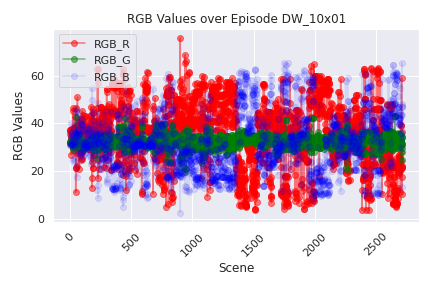 RGB Values over Episode DW_10x01
RGB_R
RGB_G
RGB_B
RGB Values
60
40
20
0
0
500
1000
1500
2000
2500
Scene